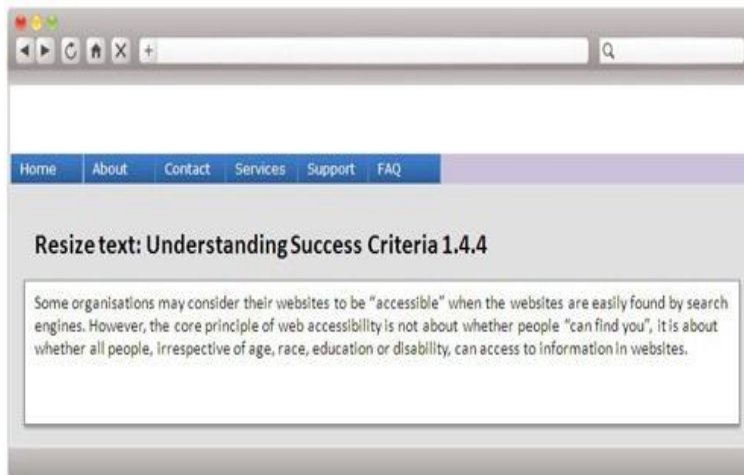 Home About Contact Services Support FAQ
Resize text: Understanding Success Criteria 1.4.4
Some organisations may consider their websites to be “accessible” when the websites are easily found by search
engines. However, the core principle of web accessibility is not about whether people “can find you”, it is about
whether all people, irrespective of age, race, education or disability, can access to information in websites.